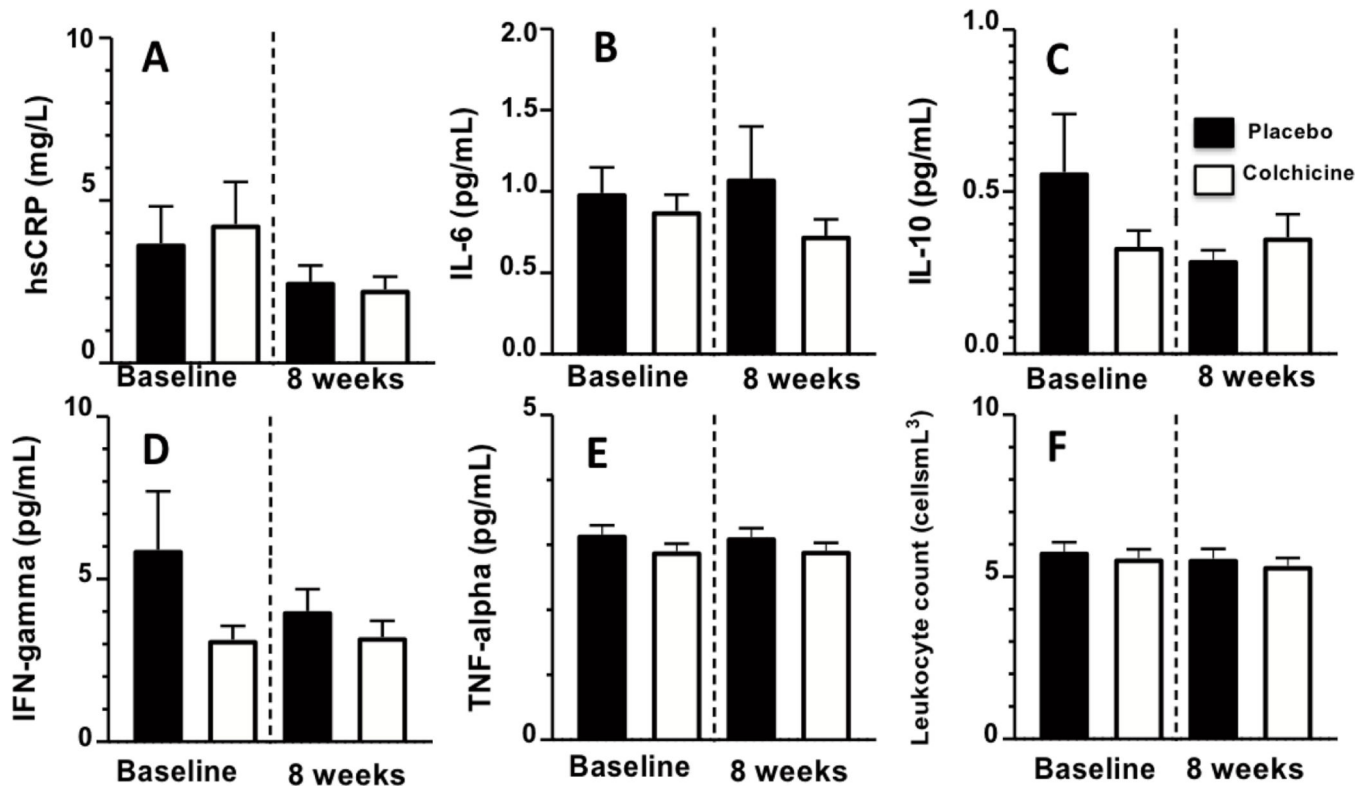 A
hsCRP (mg/L)
10
5
0
Baseline
8 weeks
B
IL-6 (pg/mL)
2.0
1.5
1.0
0.5
0.0
Baseline
8 weeks
C
IL-10 (pg/mL)
1.0
0.5
0.0
Baseline
8 weeks
Placebo
Colchicine
D
IFN-gamma (pg/mL)
10
5
0
Baseline
8 weeks
E
TNF-alpha (pg/mL)
5
0
Baseline
8 weeks
F
Leukocyte count (cellsmL³)
10
5
0
Baseline
8 weeks